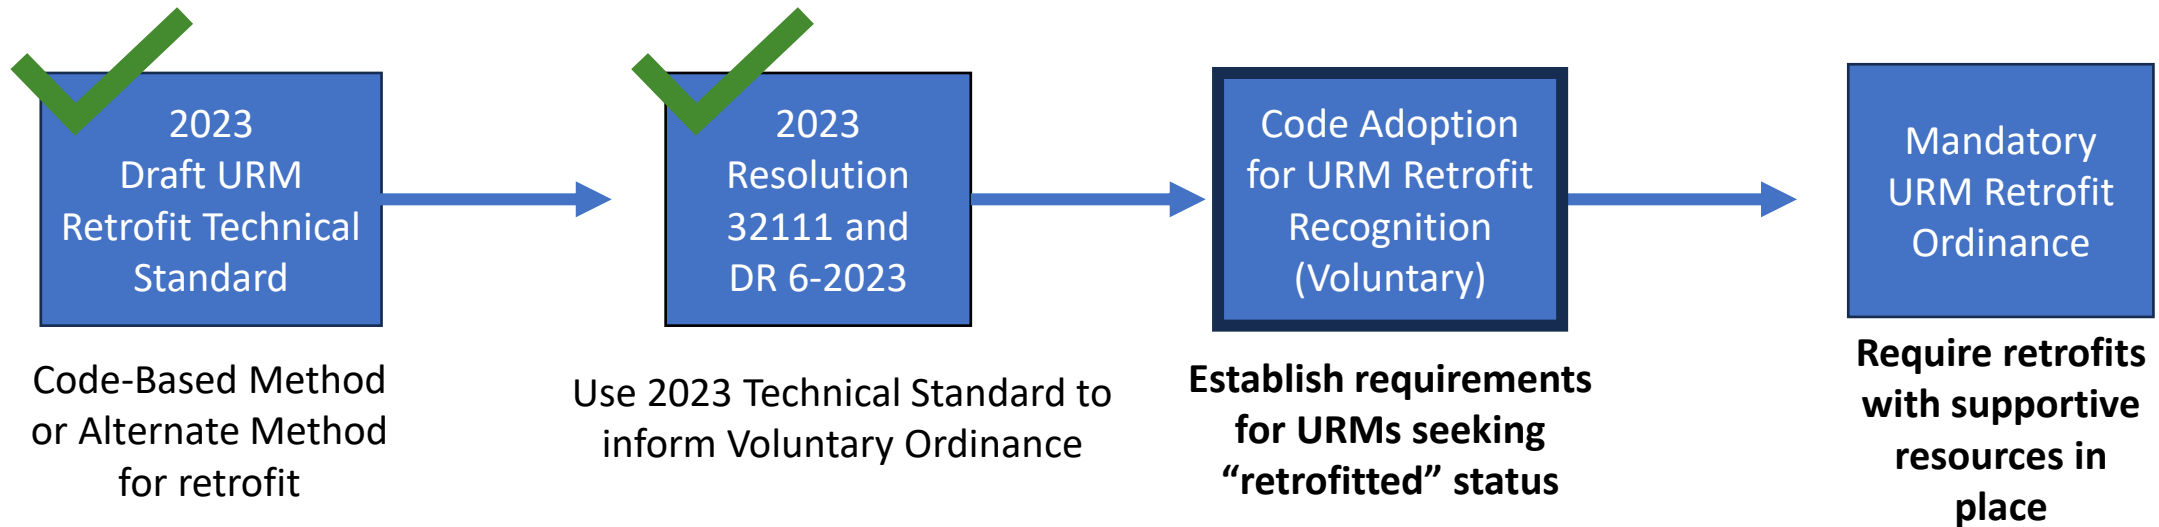 2023
Draft URM
Retrofit Technical
Standard
Code-Based Method
or Alternate Method
for retrofit
2023
Resolution
32111 and
DR 6-2023
Use 2023 Technical Standard to
inform Voluntary Ordinance
Code Adoption
for URM Retrofit
Recognition
(Voluntary)
Establish requirements
for URMs seeking
“retrofitted” status
Mandatory
URM Retrofit
Ordinance
Require retrofits
with supportive
resources in
place